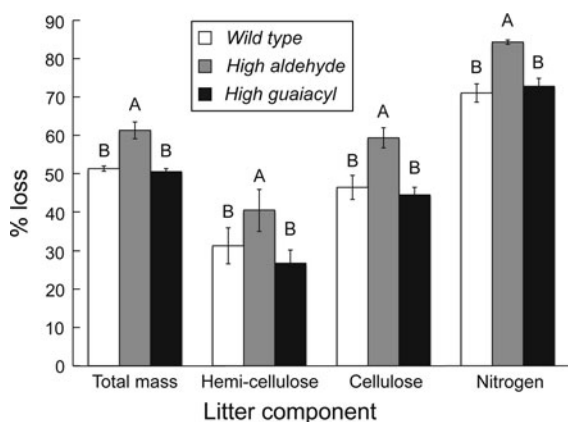 90
80
70
60
50
40
30
20
10
0
% loss
Wild type
High aldehyde
High guaiacyl
B
A
B
B
A
B
B
A
B
B
A
B
Total mass
Hemi-cellulose
Cellulose
Nitrogen
Litter component